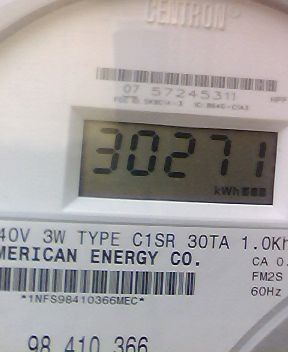 CENTRON®
07 57245311
30271
kWh
40V 3W TYPE C1SR 30TA 1.0Kh
MERICAN ENERGY CO.
CA 0.
FM2S
60Hz
*1NFS98410366MEC*
98 410 366